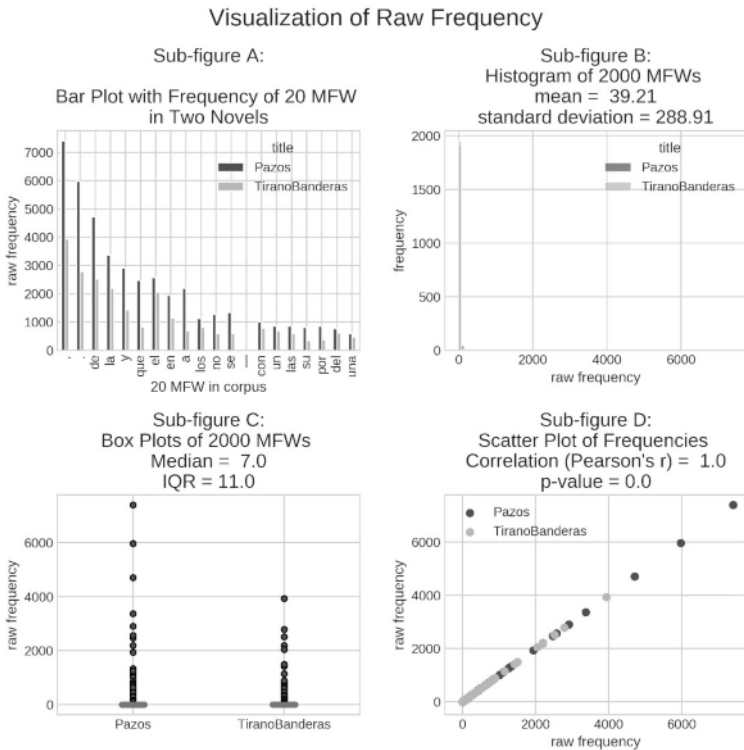 Visualization of Raw Frequency
Sub-figure A:
Bar Plot with Frequency of 20 MFW
in Two Novels
7000
6000
5000
4000
3000
2000
1000
0
raw frequency
title
Pazos
TiranoBanderas
,
.
de
la
y
que
el
en
a
los
no
se
—
con
un
las
su
por
del
una
20 MFW in corpus
Sub-figure B:
Histogram of 2000 MFWs
mean = 39.21
standard deviation = 288.91
2000
1500
1000
500
0
frequency
title
Pazos
TiranoBanderas
0 2000 4000 6000
raw frequency
Sub-figure C:
Box Plots of 2000 MFWs
Median = 7.0
IQR = 11.0
6000
4000
2000
0
raw frequency
Pazos TiranoBanderas
Sub-figure D:
Scatter Plot of Frequencies
Correlation (Pearson's r) = 1.0
p-value = 0.0
6000
4000
2000
0
raw frequency
Pazos
TiranoBanderas
0 2000 4000 6000
raw frequency